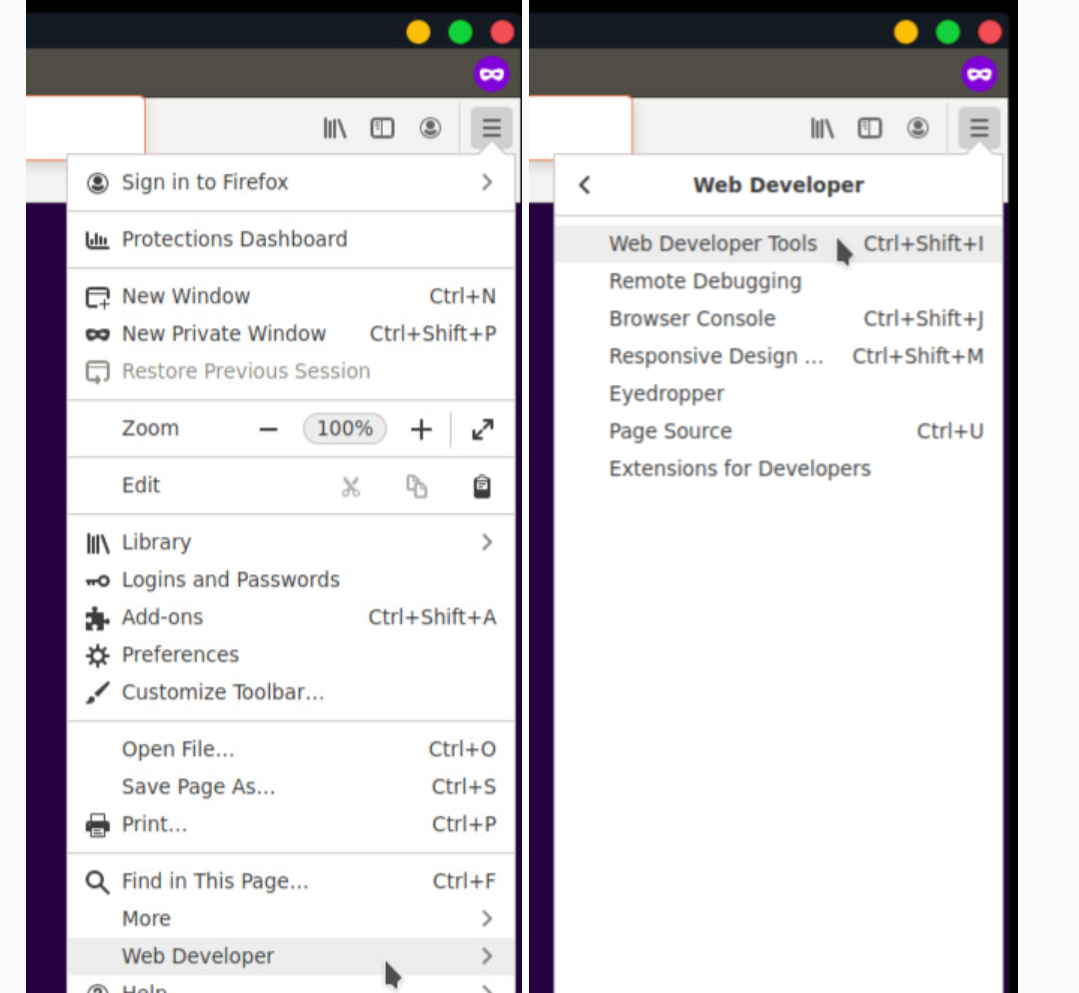 Sign in to Firefox
Protections Dashboard
New Window Ctrl+N
New Private Window Ctrl+Shift+P
Restore Previous Session
Zoom − 100% +
Edit
Library
Logins and Passwords
Add-ons Ctrl+Shift+A
Preferences
Customize Toolbar...
Open File... Ctrl+O
Save Page As... Ctrl+S
Print... Ctrl+P
Find in This Page... Ctrl+F
More
Web Developer
Help
Web Developer
Web Developer Tools Ctrl+Shift+I
Remote Debugging
Browser Console Ctrl+Shift+J
Responsive Design ... Ctrl+Shift+M
Eyedropper
Page Source Ctrl+U
Extensions for Developers